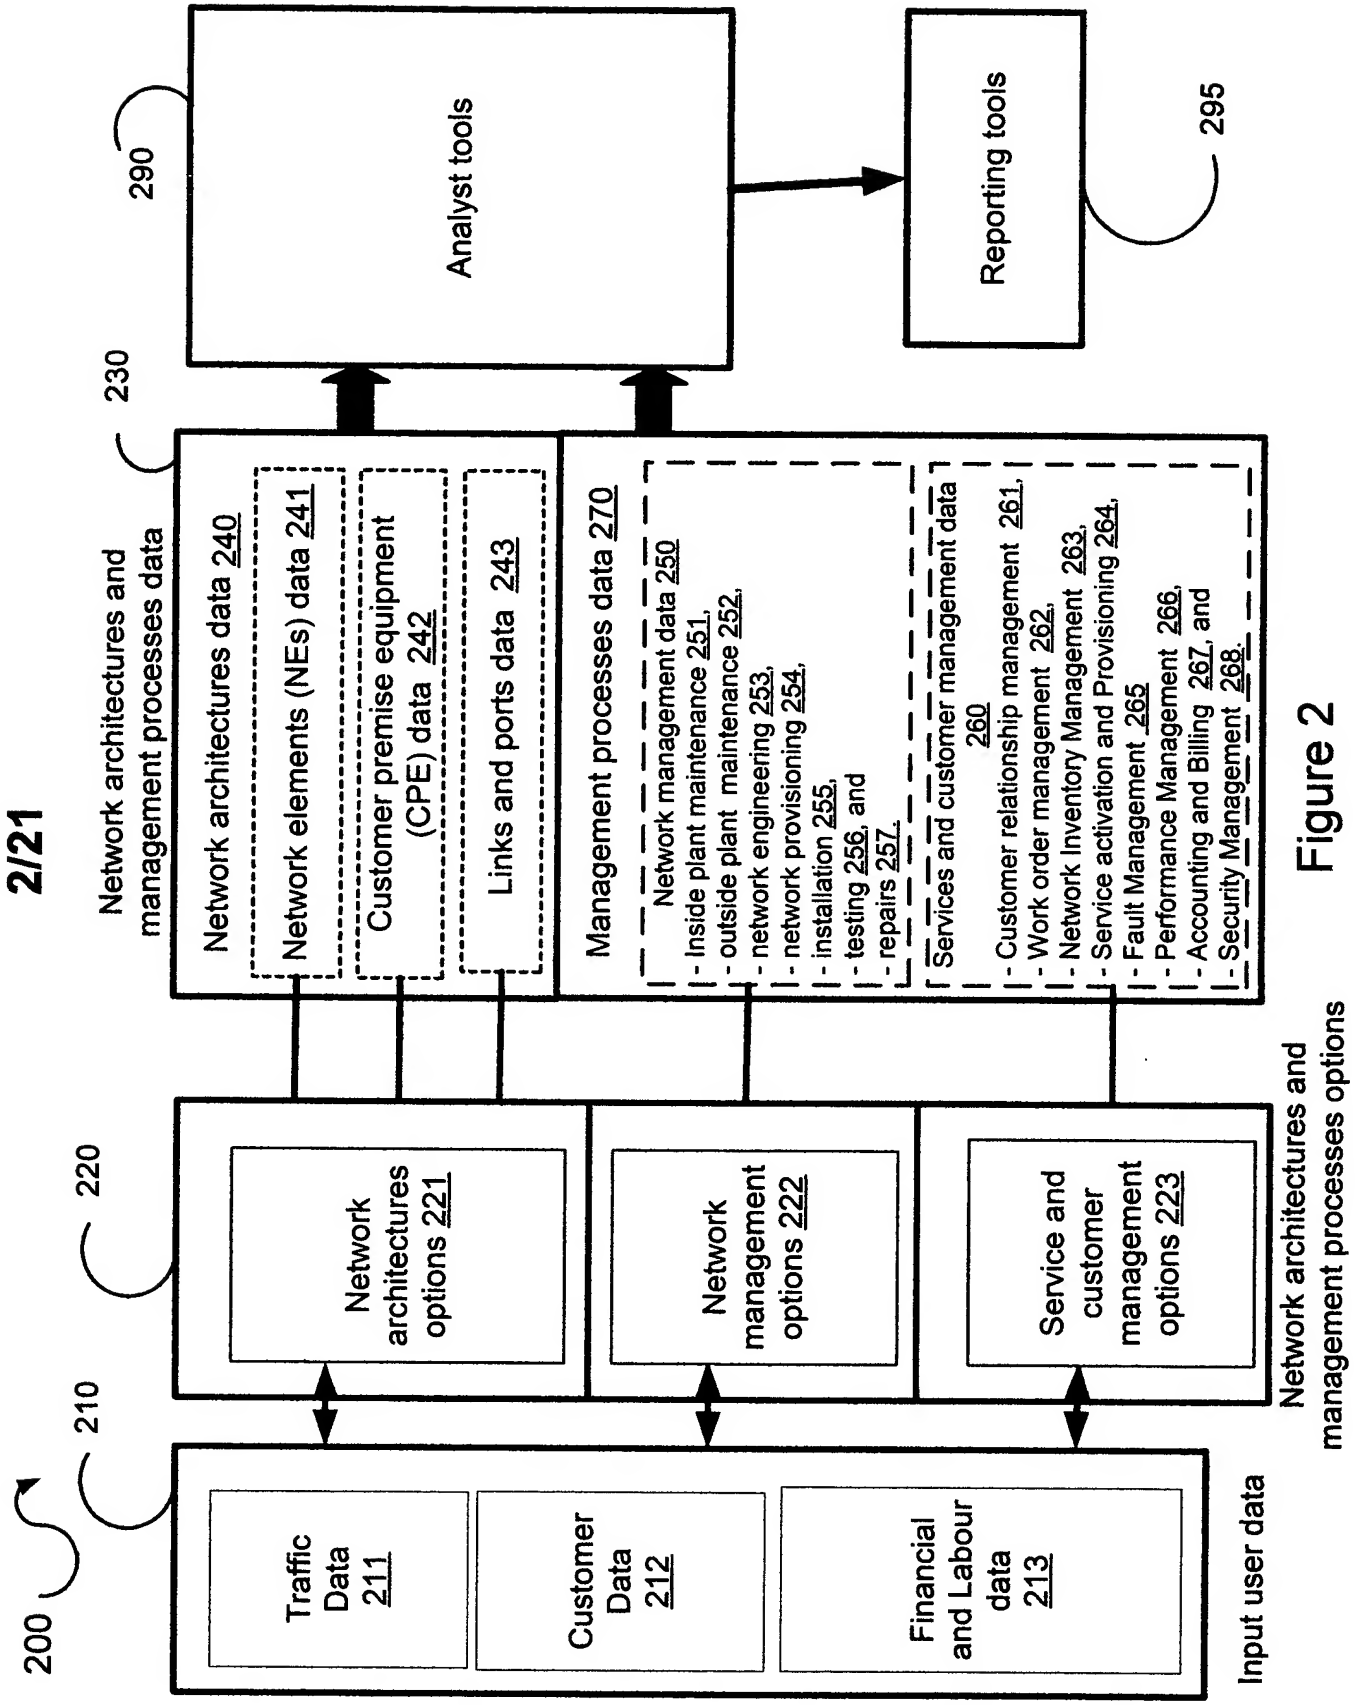 2/21
200
210
Traffic
Data
211
Customer
Data
212
Financial
and Labour
data
213
Input user data
220
Network
architectures
options 221
Network
management
options 222
Service and
customer
management
options 223
Network architectures and
management processes options
Network architectures and
management processes data
230
Network architectures data 240
Network elements (NEs) data 241
Customer premise equipment
(CPE) data 242
Links and ports data 243
Management processes data 270
Network management data 250
- Inside plant maintenance 251,
- outside plant maintenance 252,
- network engineering 253,
- network provisioning 254,
- installation 255,
- testing 256, and
- repairs 257.
Services and customer management data
260
- Customer relationship management 261,
- Work order management 262,
- Network Inventory Management 263,
- Service activation and Provisioning 264,
- Fault Management 265
- Performance Management 266,
- Accounting and Billing 267, and
- Security Management 268.
290
Analyst tools
Reporting tools
295
Figure 2